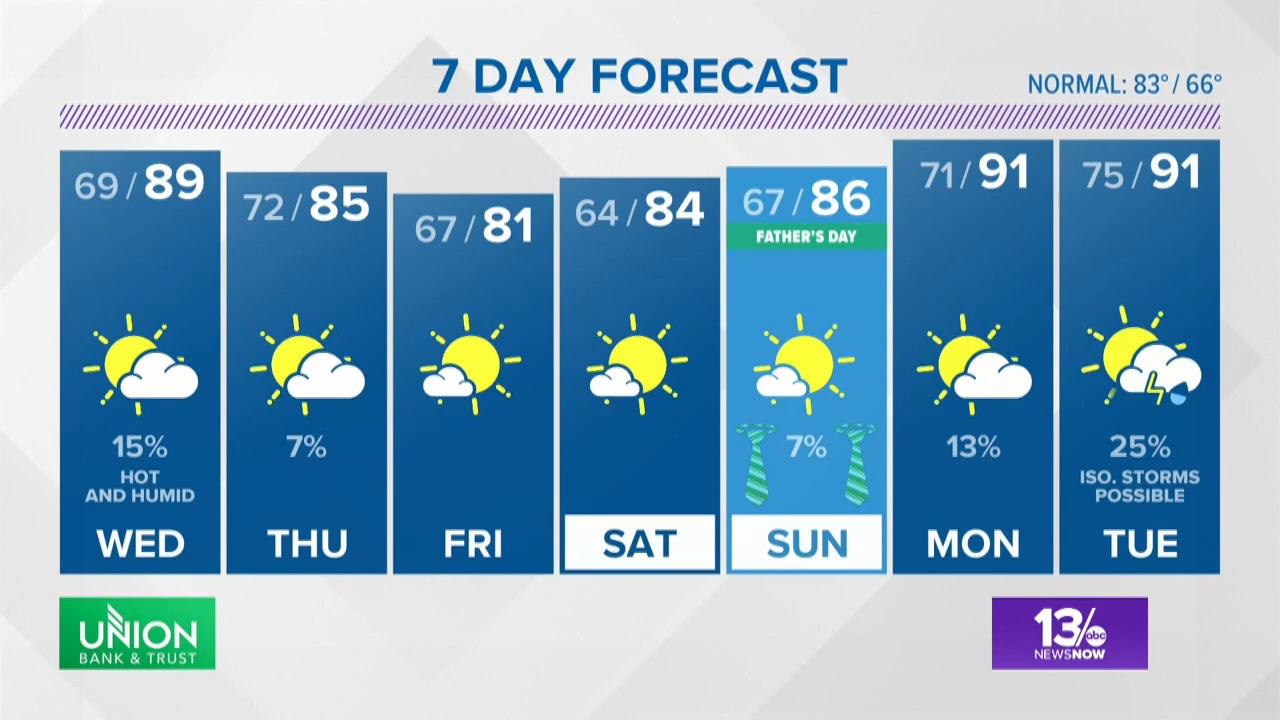 7 DAY FORECAST
NORMAL: 83°/ 66°
69 / 89
15%
HOT
AND HUMID
WED
72 / 85
7%
THU
67 / 81
FRI
64 / 84
SAT
67 / 86
FATHER'S DAY
7%
SUN
71 / 91
13%
MON
75 / 91
25%
ISO. STORMS
POSSIBLE
TUE
UNION
BANK & TRUST
13 abc
NEWSNOW